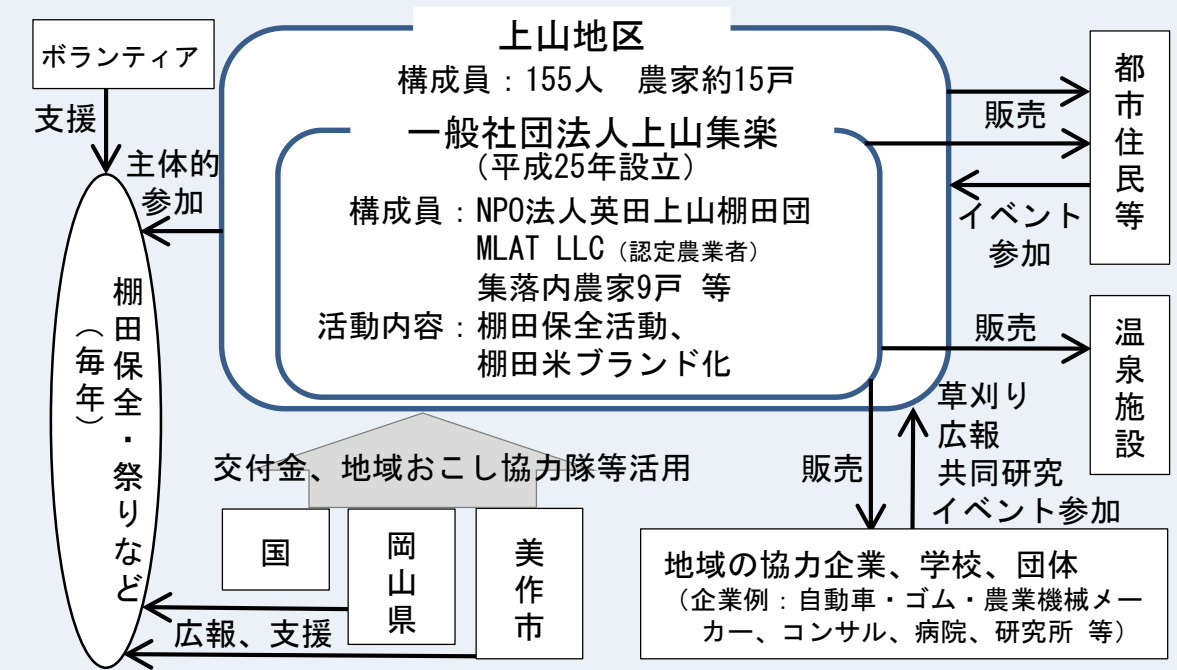 ボランティア
支援
主体的
参加
棚田保全・祭りなど
（毎年）
上山地区
構成員：155人　農家約15戸
一般社団法人上山集楽
（平成25年設立）
構成員：NPO法人英田上山棚田団
MLAT LLC（認定農業者）
集落内農家9戸 等
活動内容：棚田保全活動、
棚田米ブランド化
販売
都市住民等
イベント
参加
販売
温泉施設
草刈り
広報
共同研究
イベント参加
販売
地域の協力企業、学校、団体
（企業例：自動車・ゴム・農業機械メー
カー、コンサル、病院、研究所 等）
交付金、地域おこし協力隊等活用
国
岡山県
美作市
広報、支援